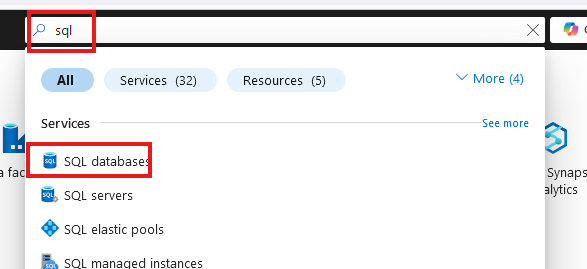 sql
All
Services (32)
Resources (5)
More (4)
Services
See more
SQL databases
SQL servers
SQL elastic pools
SQL managed instances
a fac
Synaps
alytics